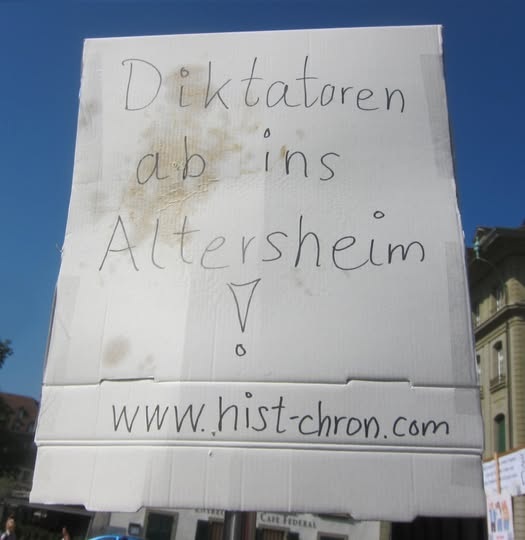 Diktatoren
ab ins
Altersheim
!
www.hist-chron.com
CAFE FEDERAL